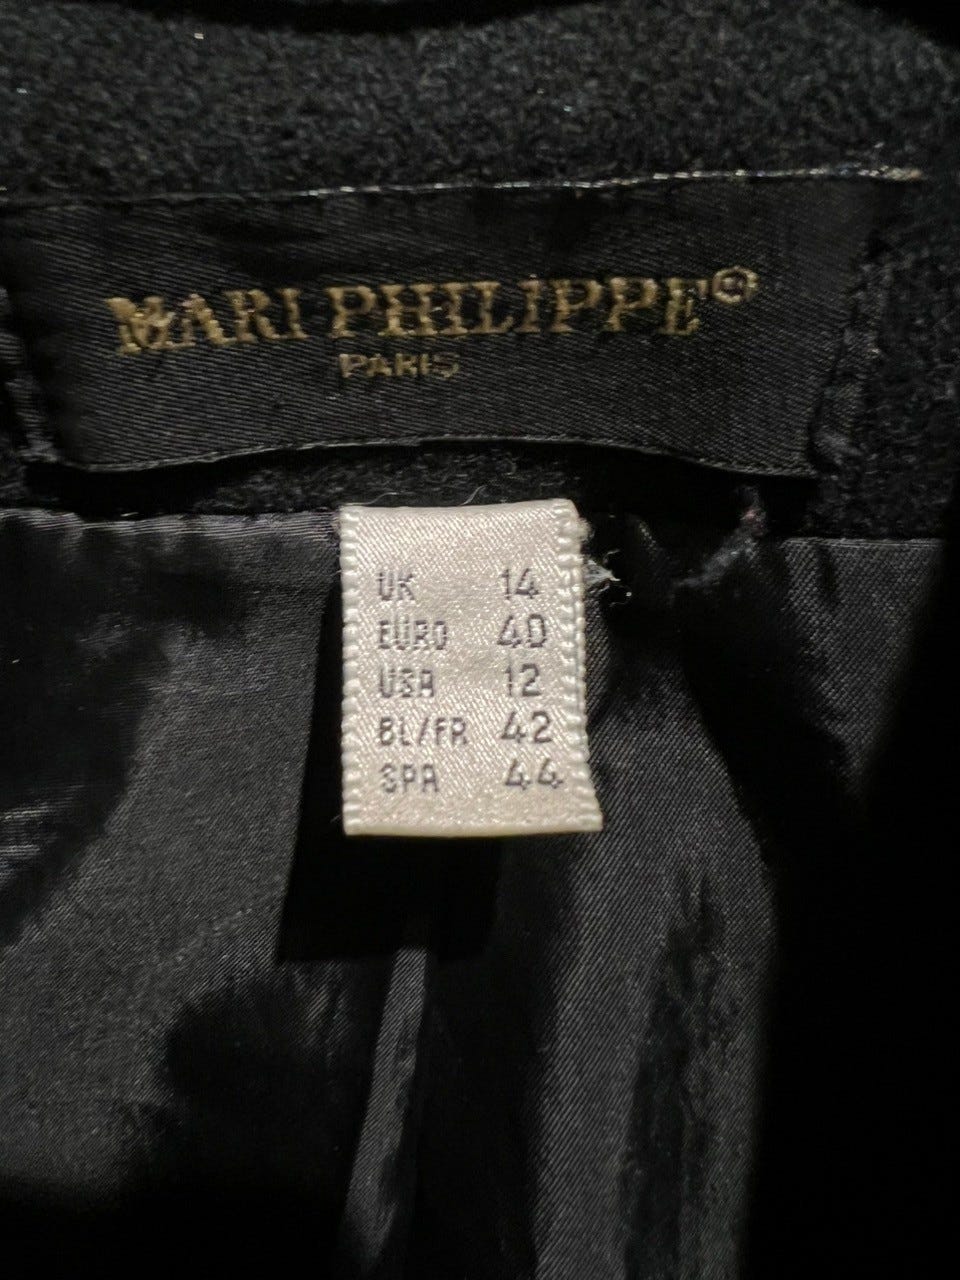 MARI PHILIPPE®
PARIS
UK 14
EURO 40
USA 12
BL/FR 42
SPA 44